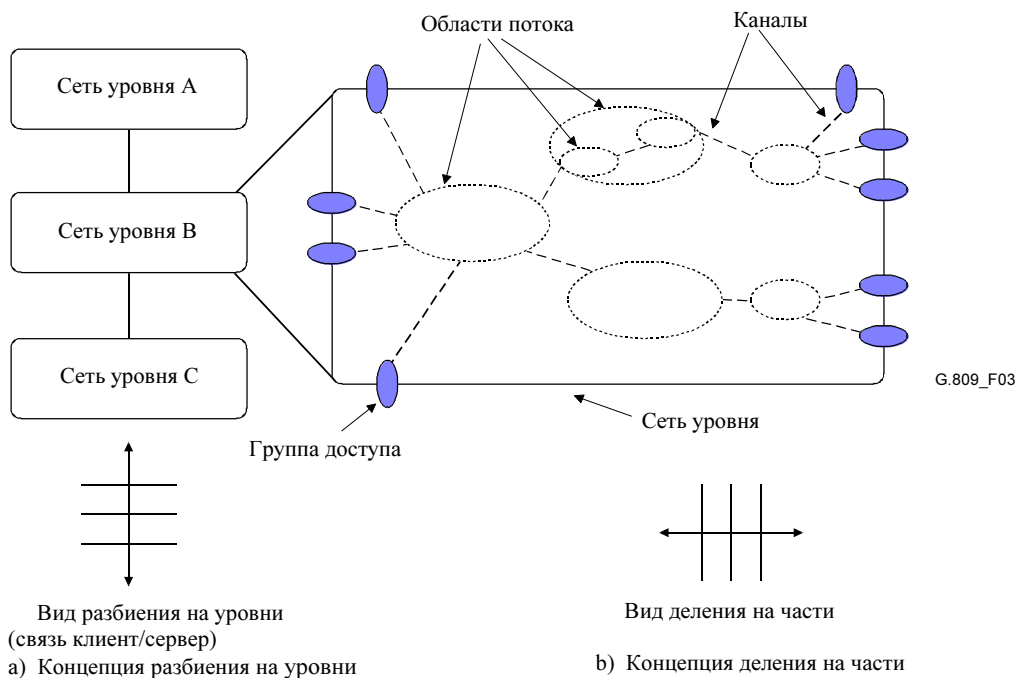 Области потока
Каналы
Сеть уровня А
Сеть уровня В
Сеть уровня С
G.809_F03
Сеть уровня
Группа доступа
Вид разбиения на уровни
(связь клиент/сервер)
а) Концепция разбиения на уровни
Вид деления на части
b) Концепция деления на части